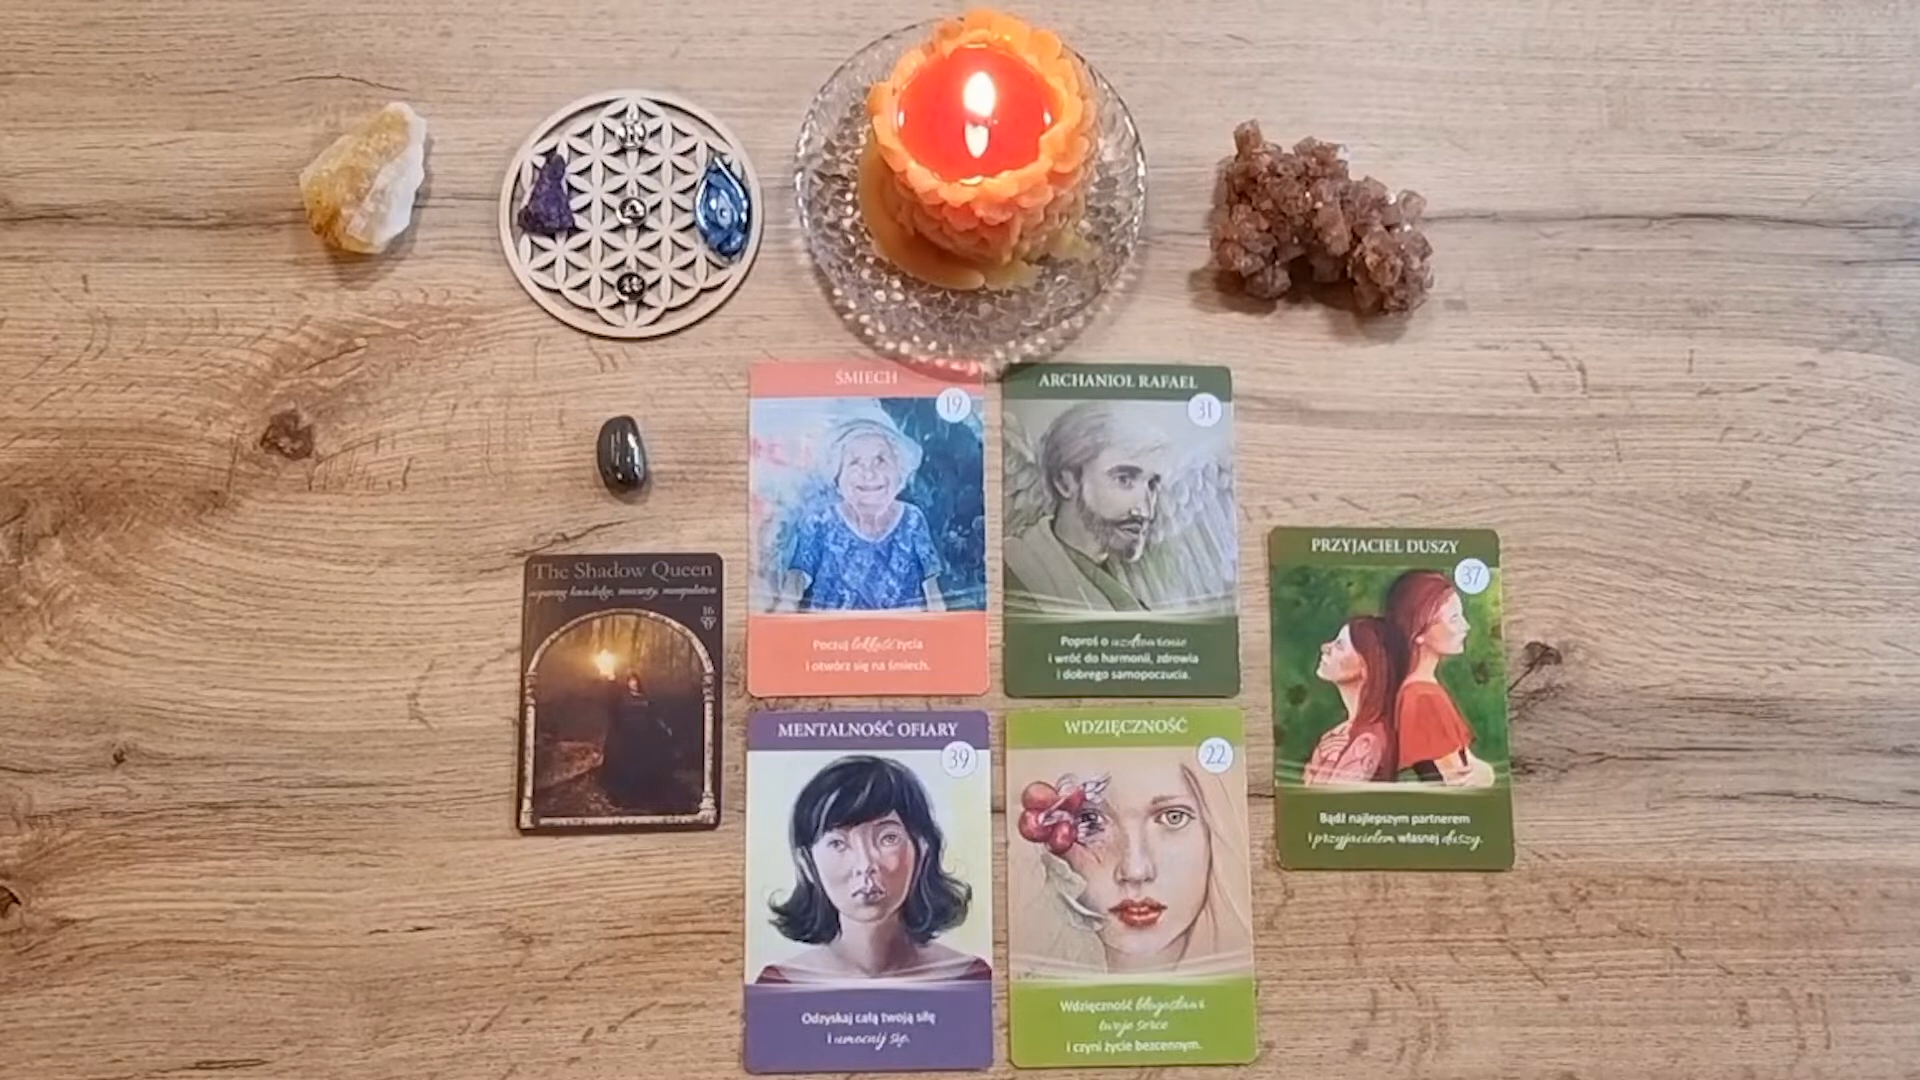 ŚMIECH
19
Poczuj lekkość życia
i otwórz się na śmiech.
ARCHANIOŁ RAFAEL
31
Poproś o uzdrowienie
i wróć do harmonii, zdrowia
i dobrego samopoczucia.
PRZYJACIEL DUSZY
37
Bądź najlepszym partnerem
i przyjacielem własnej duszy.
The Shadow Queen
16
MENTALNOŚĆ OFIARY
39
Odzyskaj całą twoją siłę
i umocnij się.
WDZIĘCZNOŚĆ
22
Wdzięczność błogosławi
twoje serce
i czyni życie bezcennym.